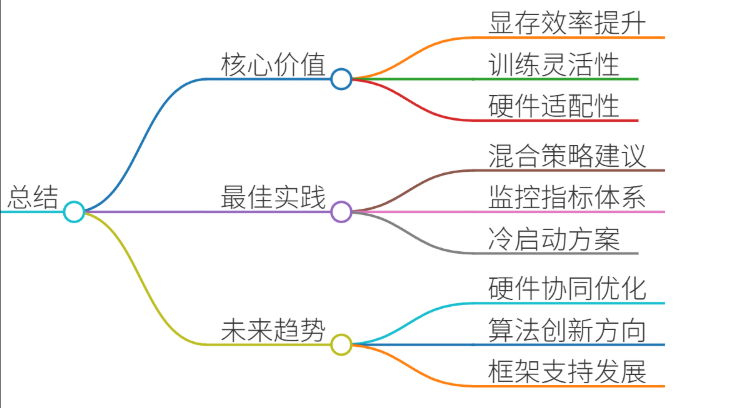 总结
核心价值
显存效率提升
训练灵活性
硬件适配性
最佳实践
混合策略建议
监控指标体系
冷启动方案
未来趋势
硬件协同优化
算法创新方向
框架支持发展